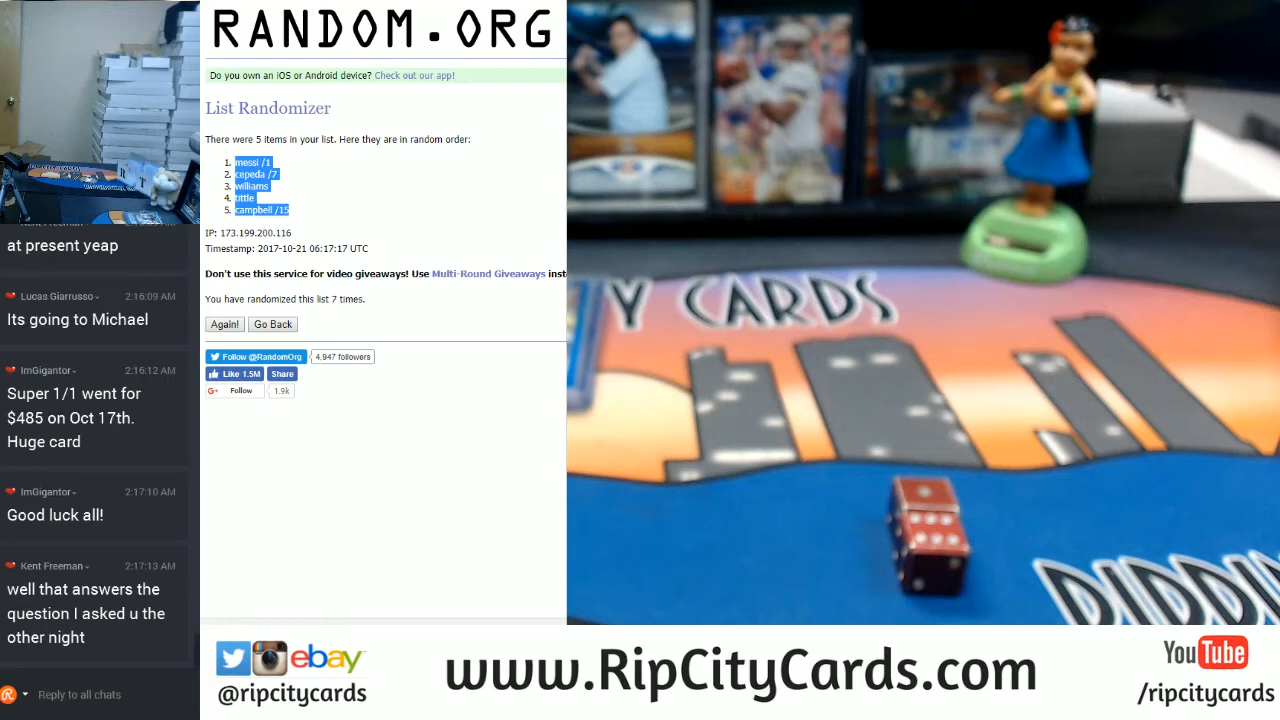 RANDOM.ORG
Do you own an iOS or Android device? Check out our app!
List Randomizer
There were 5 items in your list. Here they are in random order:
1. messi /1
2. cepeda /7
3. williams
4. tittle
5. campbell /15
IP: 173.199.200.116
Timestamp: 2017-10-21 06:17:17 UTC
Don't use this service for video giveaways! Use Multi-Round Giveaways inst
You have randomized this list 7 times.
Again! Go Back
Follow @RandomOrg 4,947 followers
Like 1.5M Share
G+ Follow 1.9k
at present yeap
Lucas Giarrusso 2:16:09 AM
Its going to Michael
ImGigantor 2:16:12 AM
Super 1/1 went for
$485 on Oct 17th.
Huge card
ImGigantor 2:17:10 AM
Good luck all!
Kent Freeman 2:17:13 AM
well that answers the
question I asked u the
other night
Reply to all chats
Y CARDS
RIPPIN
ebay
@ripcitycards
www.RipCityCards.com
YouTube
/ripcitycards